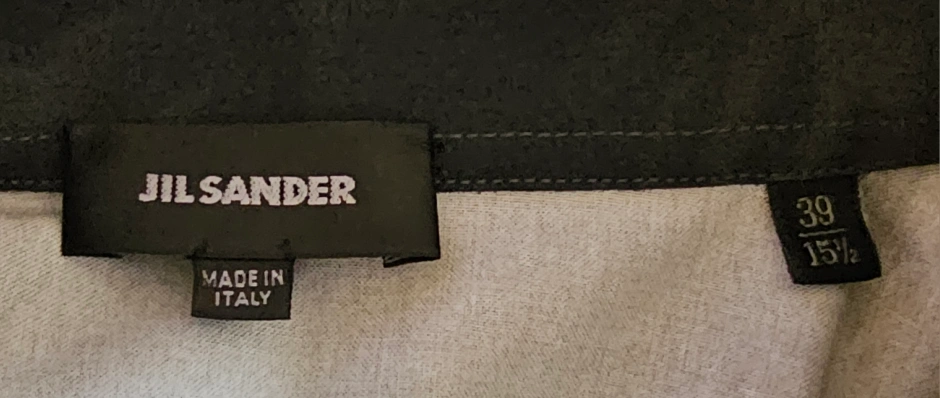 JIL SANDER
MADE IN
ITALY
39
15½